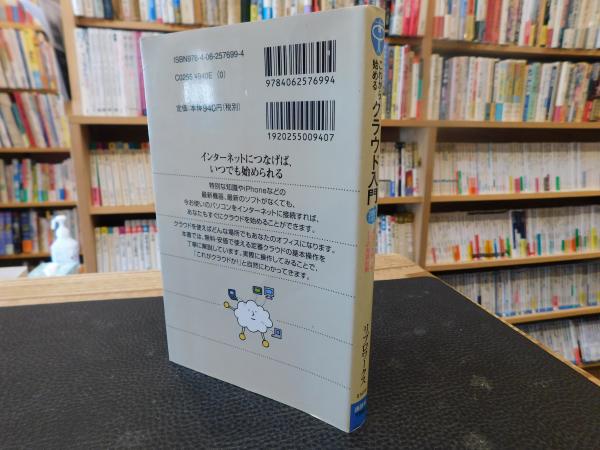 ISBN978-4-06-257699-4
C0255 ¥940E (0)
定価：本体940円(税別)
9784062576994
1920255009407
インターネットにつなげば、
いつでも始められる
特別な知識やiPhoneなどの
最新機器、最新のソフトがなくても、
今お使いのパソコンをインターネットに接続すれば、
あなたもすぐにクラウドを始めることができます。
クラウドを使えばどんな場所でもあなたのオフィスになります。
本書では、無料・安価で使える定番クラウドの基本操作を
丁寧に解説しています。実際に操作してみることで、
「これがクラウドか!」と自然にわかってきます。
これから
始める
クラウド入門
リブロワークス